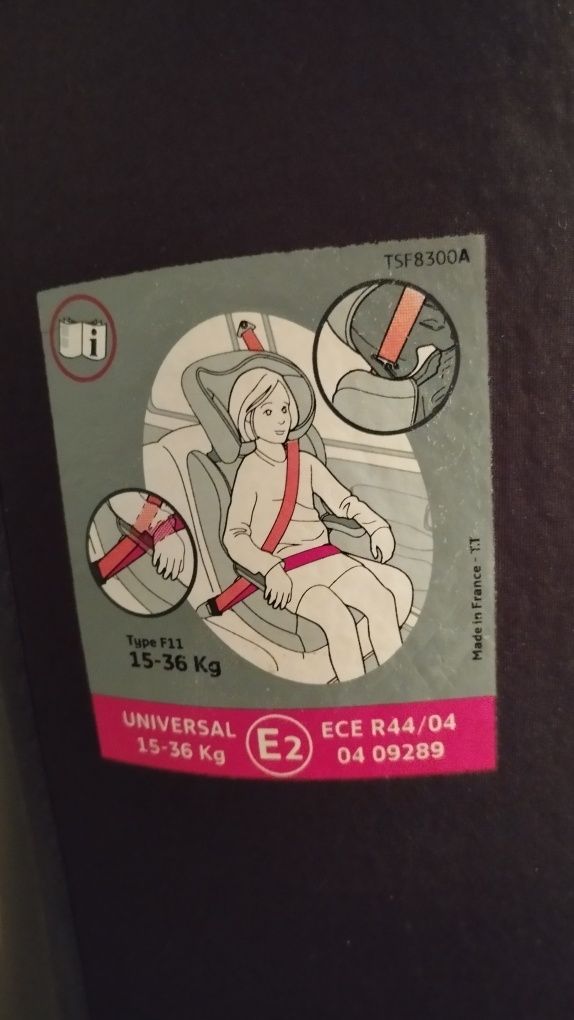 TSF8300A
i
Made in France - T.T
Type F11
15-36 Kg
UNIVERSAL
15-36 Kg
E2
ECE R44/04
04 09289